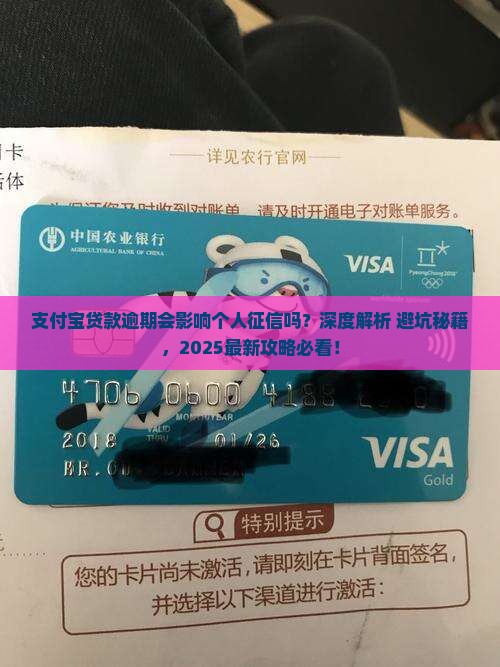 详见农行官网
请及时开通电子对账单服务。
中国农业银行
AGRICULTURAL BANK OF CHINA
VISA
PyeongChang 2018
支付宝贷款逾期会影响个人征信吗？深度解析 避坑秘籍
，2025最新攻略必看！
4706 0600 4188
MONTH/YEAR
2018 VALID THRU 01/26
MR.
VISA
Gold
特别提示
您的卡片尚未激活，请即刻在卡片背面签名，
并选择以下渠道进行激活：